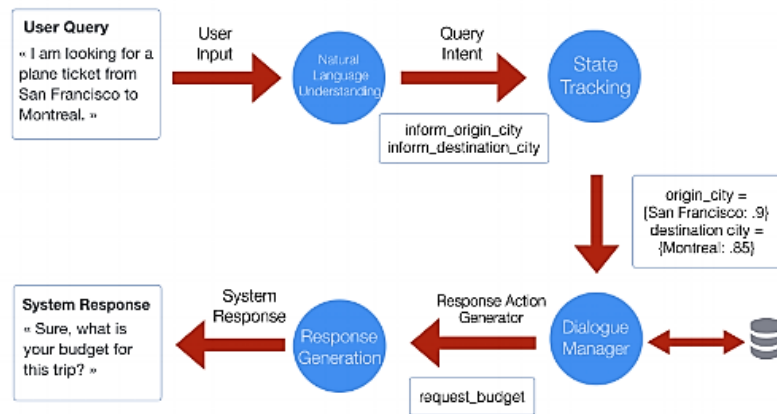 User Query
« I am looking for a
plane ticket from
San Francisco to
Montreal. »
User
Input
Natural
Language
Understanding
Query
Intent
inform_origin_city
inform_destination_city
State
Tracking
origin_city =
{San Francisco: .9}
destination city =
{Montreal: .85}
Dialogue
Manager
Response Action
Generator
request_budget
Response
Generation
System
Response
System Response
« Sure, what is
your budget for
this trip? »